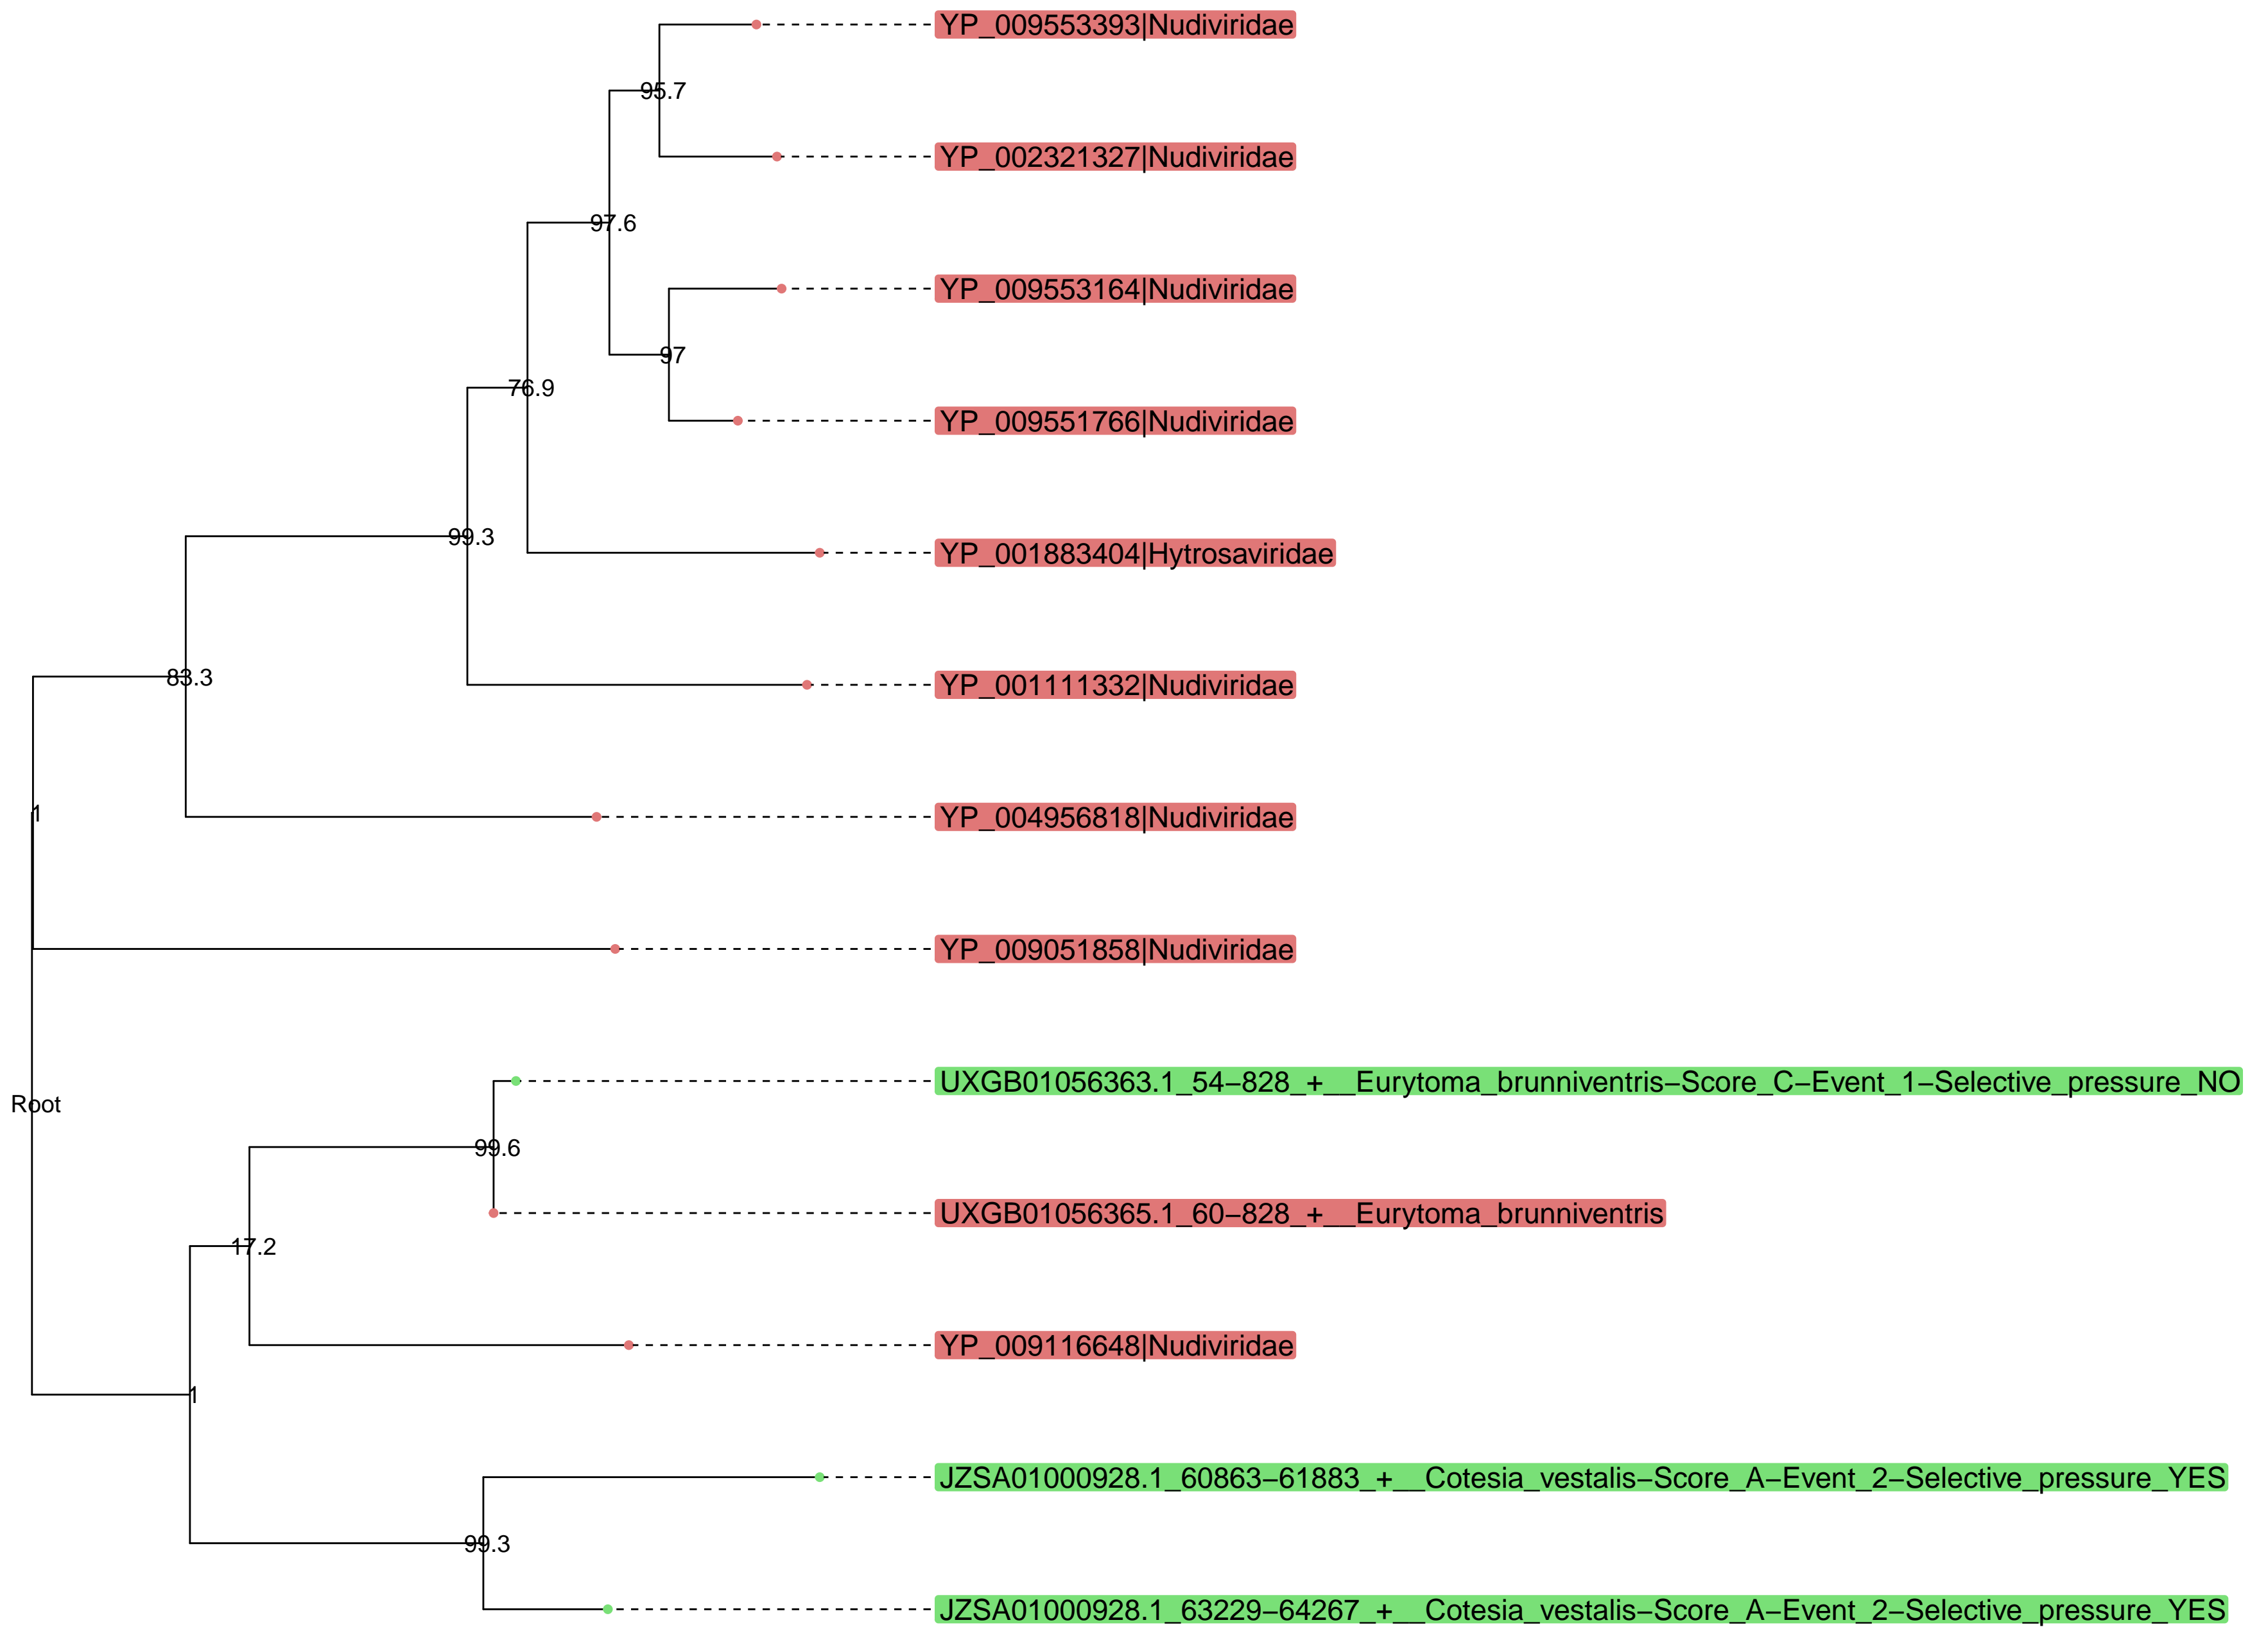 YP_009553393|Nudiviridae
95.7
YP_002321327|Nudiviridae
97.6
YP_009553164|Nudiviridae
97
76.9
YP_009551766|Nudiviridae
99.3
YP_001883404|Hytrosaviridae
83.3
YP_001111332|Nudiviridae
1
YP_004956818|Nudiviridae
YP_009051858|Nudiviridae
UXGB01056363.1_54−828_+__Eurytoma_brunniventris−Score_C−Event_1−Selective_pressure_NO
Root
99.6
UXGB01056365.1_60−828_+__Eurytoma_brunniventris
17.2
YP_009116648|Nudiviridae
1
JZSA01000928.1_60863−61883_+__Cotesia_vestalis−Score_A−Event_2−Selective_pressure_YES
99.3
JZSA01000928.1_63229−64267_+__Cotesia_vestalis−Score_A−Event_2−Selective_pressure_YES